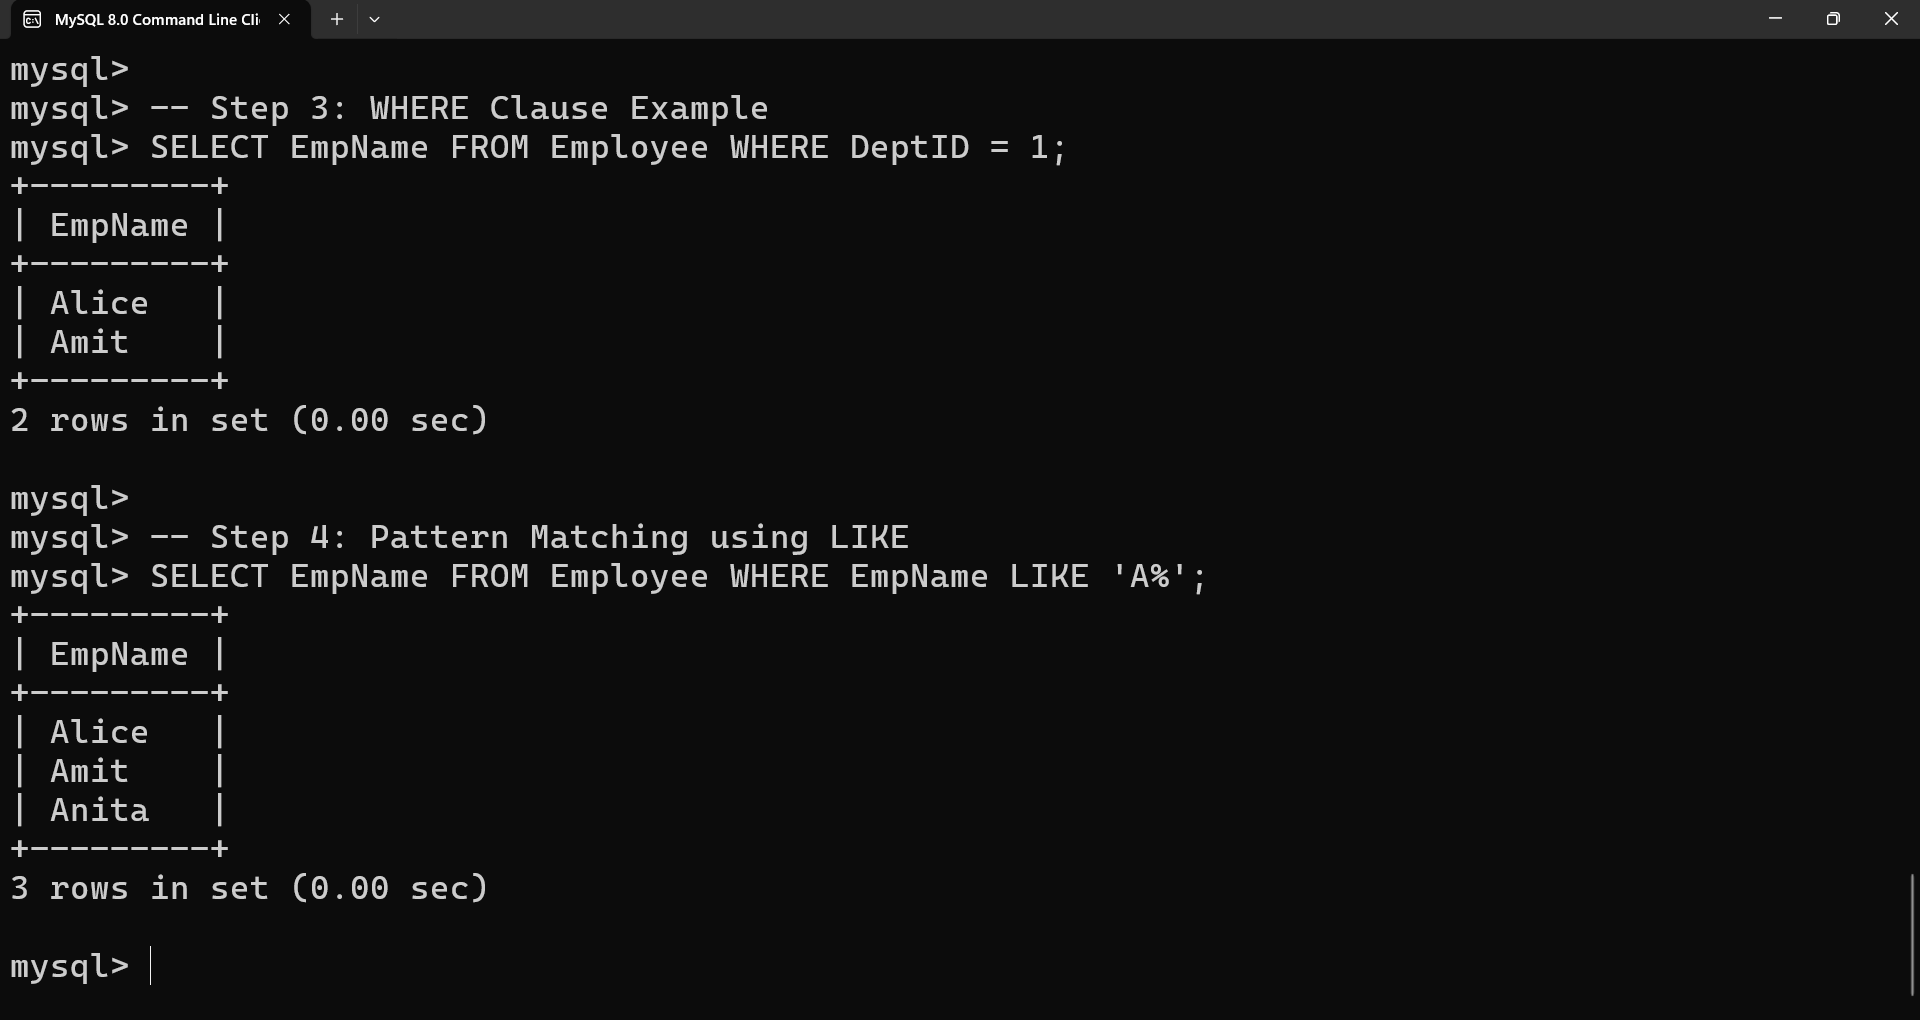 MySQL 8.0 Command Line Cli
mysql>
mysql> -- Step 3: WHERE Clause Example
mysql> SELECT EmpName FROM Employee WHERE DeptID = 1;
+---------+
| EmpName |
+---------+
| Alice   |
| Amit    |
+---------+
2 rows in set (0.00 sec)

mysql>
mysql> -- Step 4: Pattern Matching using LIKE
mysql> SELECT EmpName FROM Employee WHERE EmpName LIKE 'A%';
+---------+
| EmpName |
+---------+
| Alice   |
| Amit    |
| Anita   |
+---------+
3 rows in set (0.00 sec)

mysql>